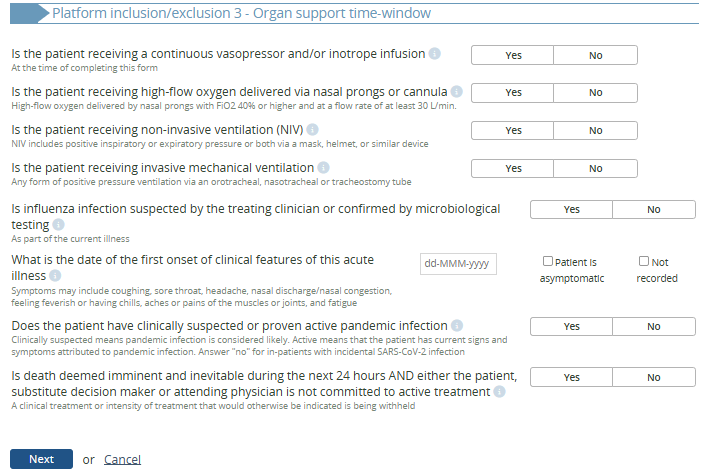 Platform inclusion/exclusion 3 - Organ support time-window
Is the patient receiving a continuous vasopressor and/or inotrope infusion i Yes No
At the time of completing this form
Is the patient receiving high-flow oxygen delivered via nasal prongs or cannula i Yes No
High-flow oxygen delivered by nasal prongs with FiO2 40% or higher and at a flow rate of at least 30 L/min.
Is the patient receiving non-invasive ventilation (NIV) i Yes No
NIV includes positive inspiratory or expiratory pressure or both via a mask, helmet, or similar device
Is the patient receiving invasive mechanical ventilation i Yes No
Any form of positive pressure ventilation via an orotracheal, nasotracheal or tracheostomy tube
Is influenza infection suspected by the treating clinician or confirmed by microbiological Yes No
testing i
As part of the current illness
What is the date of the first onset of clinical features of this acute dd-MMM-yyyy Patient is Not
illness i asymptomatic recorded
Symptoms may include coughing, sore throat, headache, nasal discharge/nasal congestion,
feeling feverish or having chills, aches or pains of the muscles or joints, and fatigue
Does the patient have clinically suspected or proven active pandemic infection i Yes No
Clinically suspected means pandemic infection is considered likely. Active means that the patient has current signs and
symptoms attributed to pandemic infection. Answer "no" for in-patients with incidental SARS-CoV-2 infection
Is death deemed imminent and inevitable during the next 24 hours AND either the patient, Yes No
substitute decision maker or attending physician is not committed to active treatment i
A clinical treatment or intensity of treatment that would otherwise be indicated is being withheld
Next or Cancel